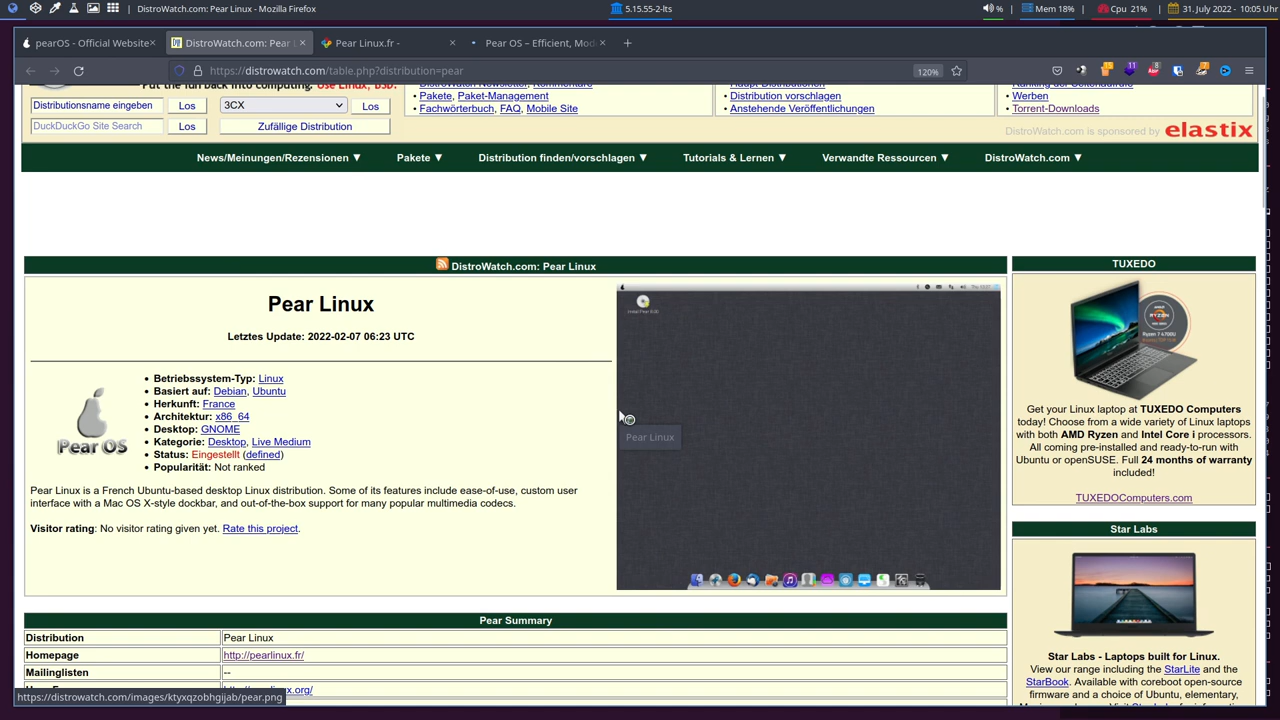 DistroWatch.com: Pear Linux - Mozilla Firefox
5.15.55-lts
%
Mem 18%
Cpu 21%
31. July 2022 - 10:05 Uhr
pearOS - Official Website
DistroWatch.com: Pear L
Pear Linux.fr -
Pear OS – Efficient, Mod
https://distrowatch.com/table.php?distribution=pear
120%
Put the fun back into computing. Use Linux, BSD.
Distributionsname eingeben
Los
3CX
Los
DuckDuckGo Site Search
Los
Zufällige Distribution
• Pakete, Paket-Management
• Fachwörterbuch, FAQ, Mobile Site
• Distribution vorschlagen
• Anstehende Veröffentlichungen
• Werben
• Torrent-Downloads
DistroWatch.com is sponsored by elastix
News/Meinungen/Rezensionen ▼
Pakete ▼
Distribution finden/vorschlagen ▼
Tutorials & Lernen ▼
Verwandte Ressourcen ▼
DistroWatch.com ▼
DistroWatch.com: Pear Linux
Pear Linux
Letztes Update: 2022-02-07 06:23 UTC
Pear OS
• Betriebssystem-Typ: Linux
• Basiert auf: Debian, Ubuntu
• Herkunft: France
• Architektur: x86_64
• Desktop: GNOME
• Kategorie: Desktop, Live Medium
• Status: Eingestellt (defined)
• Popularität: Not ranked
Pear Linux is a French Ubuntu-based desktop Linux distribution. Some of its features include ease-of-use, custom user
interface with a Mac OS X-style dockbar, and out-of-the-box support for many popular multimedia codecs.
Visitor rating: No visitor rating given yet. Rate this project.
Pear Linux
TUXEDO
Get your Linux laptop at TUXEDO Computers
today! Choose from a wide variety of Linux laptops
with both AMD Ryzen and Intel Core i processors.
All coming pre-installed and ready-to-run with
Ubuntu or openSUSE. Full 24 months of warranty
included!
TUXEDOComputers.com
Star Labs
Star Labs - Laptops built for Linux.
View our range including the StarLite and the
StarBook. Available with coreboot open-source
firmware and a choice of Ubuntu, elementary,
Pear Summary
Distribution
Pear Linux
Homepage
http://pearlinux.fr/
Mailinglisten
--
https://distrowatch.com/images/ktyxqzobhgijab/pear.png